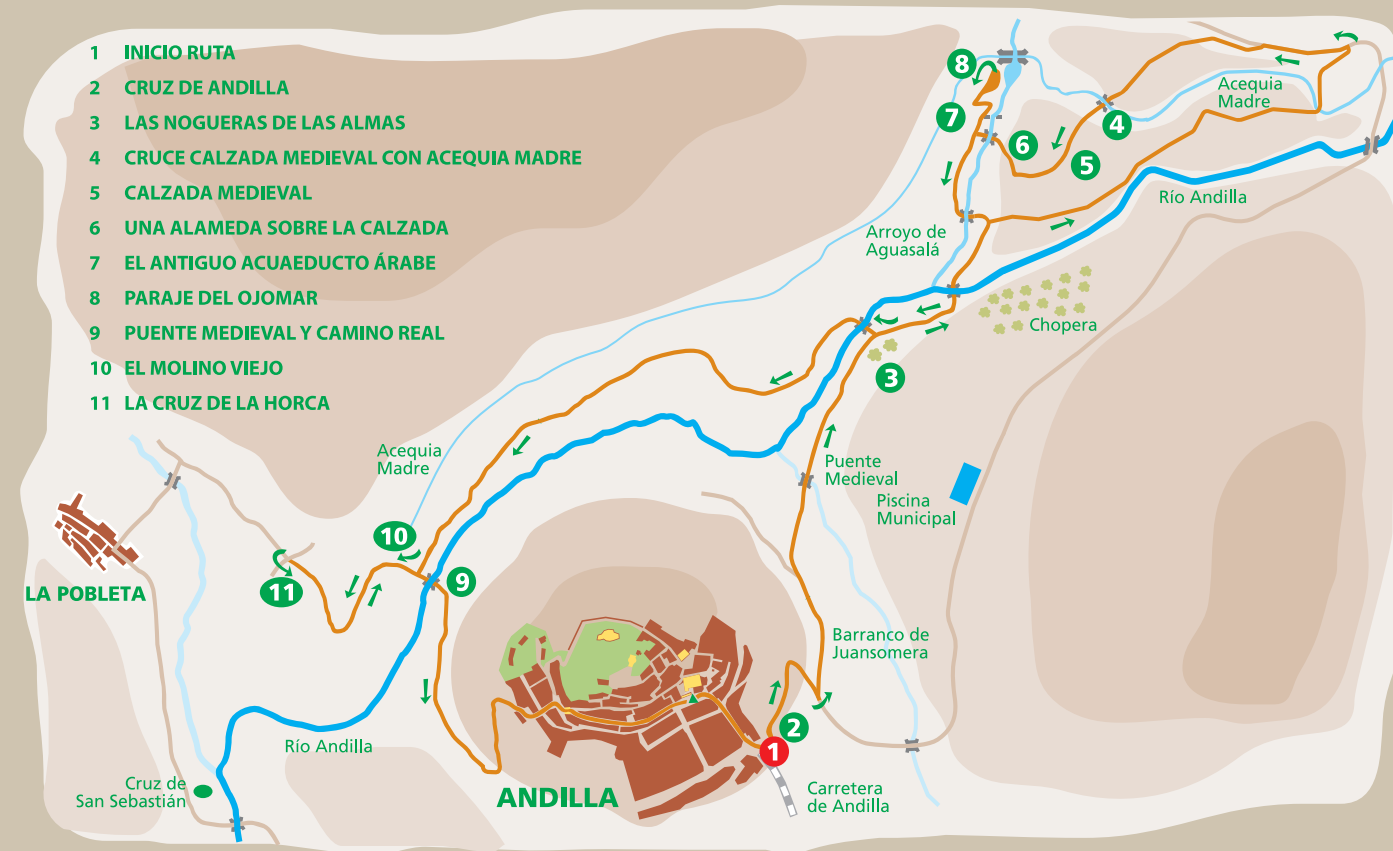 1 INICIO RUTA
2 CRUZ DE ANDILLA
3 LAS NOGUERAS DE LAS ALMAS
4 CRUCE CALZADA MEDIEVAL CON ACEQUIA MADRE
5 CALZADA MEDIEVAL
6 UNA ALAMEDA SOBRE LA CALZADA
7 EL ANTIGUO ACUAEDUCTO ÁRABE
8 PARAJE DEL OJOMAR
9 PUENTE MEDIEVAL Y CAMINO REAL
10 EL MOLINO VIEJO
11 LA CRUZ DE LA HORCA
8
7
6
4
5
Acequia
Madre
Río Andilla
Arroyo de
Aguasalá
Chopera
3
Acequia
Madre
Puente
Medieval
Piscina
Municipal
10
9
11
LA POBLETA
Barranco de
Juansomera
2
1
Río Andilla
Cruz de
San Sebastián
ANDILLA
Carretera
de Andilla